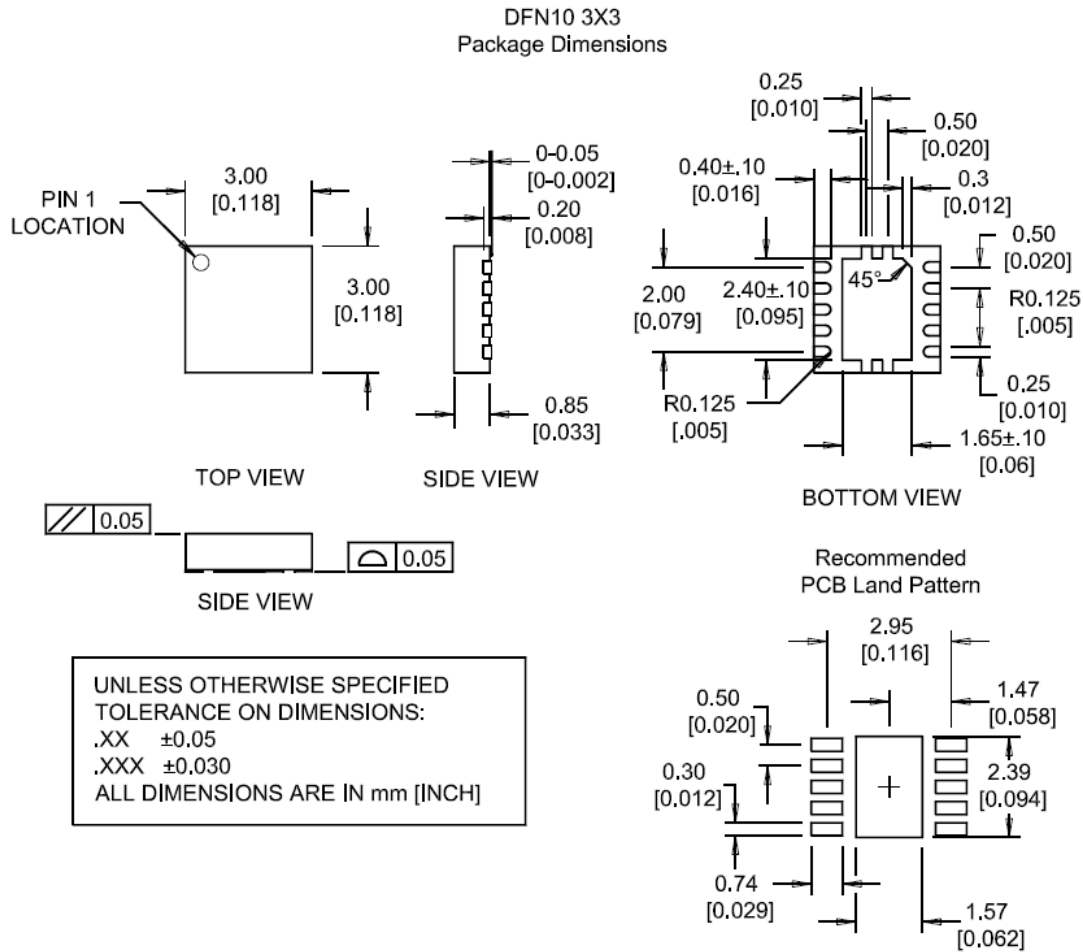 DFN10 3X3
Package Dimensions
PIN 1
LOCATION
3.00
[0.118]
3.00
[0.118]
TOP VIEW
0-0.05
[0-0.002]
0.20
[0.008]
0.85
[0.033]
SIDE VIEW
0.25
[0.010]
0.50
[0.020]
0.40±.10
[0.016]
0.3
[0.012]
0.50
[0.020]
45°
2.00
[0.079]
2.40±.10
[0.095]
R0.125
[.005]
R0.125
[.005]
0.25
[0.010]
1.65±.10
[0.06]
BOTTOM VIEW
// 0.05
⌓ 0.05
SIDE VIEW
UNLESS OTHERWISE SPECIFIED
TOLERANCE ON DIMENSIONS:
.XX ±0.05
.XXX ±0.030
ALL DIMENSIONS ARE IN mm [INCH]
Recommended
PCB Land Pattern
2.95
[0.116]
1.47
[0.058]
0.50
[0.020]
0.30
[0.012]
2.39
[0.094]
0.74
[0.029]
1.57
[0.062]